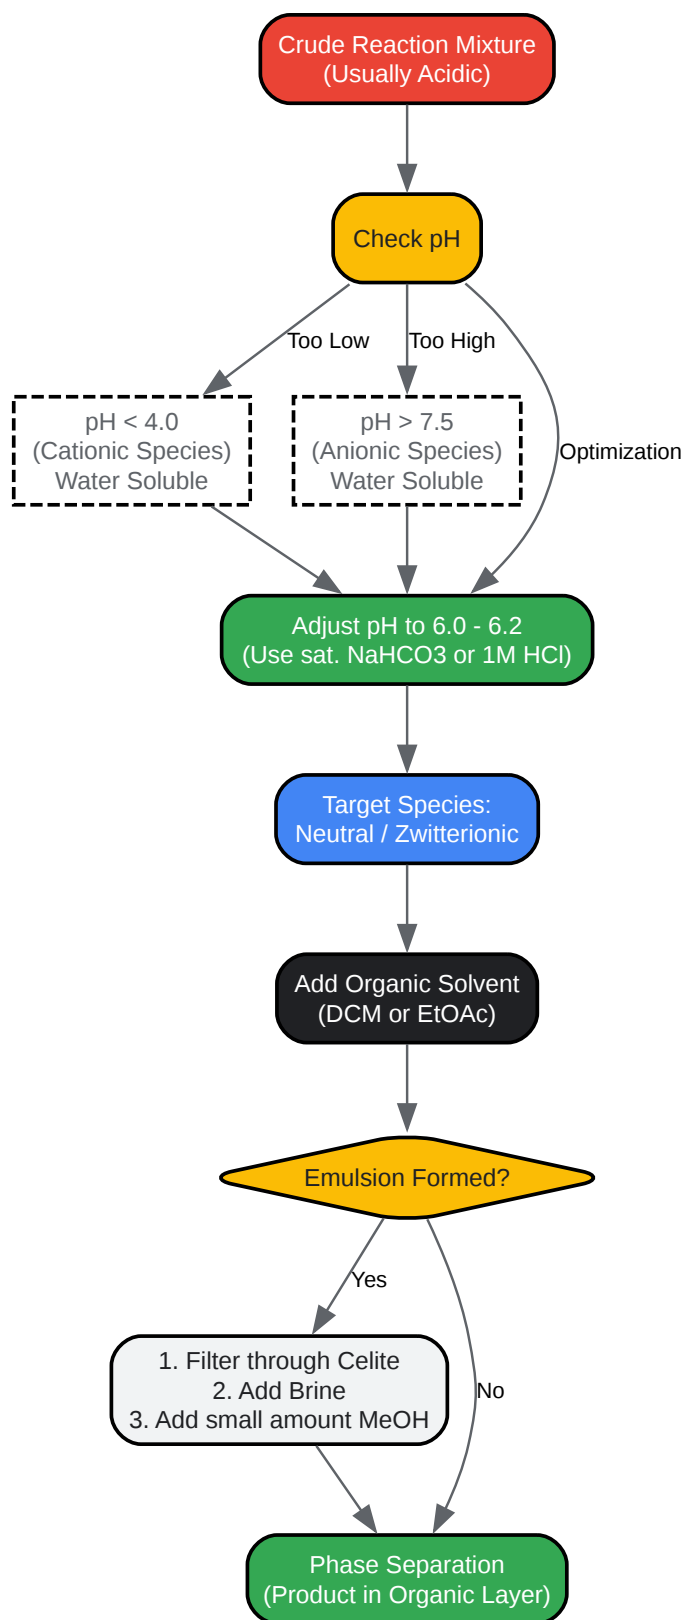 Crude Reaction Mixture
(Usually Acidic)
Check pH
Too Low
Too High
Optimization
pH < 4.0
(Cationic Species)
Water Soluble
pH > 7.5
(Anionic Species)
Water Soluble
Adjust pH to 6.0 - 6.2
(Use sat. NaHCO3 or 1M HCl)
Target Species:
Neutral / Zwitterionic
Add Organic Solvent
(DCM or EtOAc)
Emulsion Formed?
Yes
No
1. Filter through Celite
2. Add Brine
3. Add small amount MeOH
Phase Separation
(Product in Organic Layer)